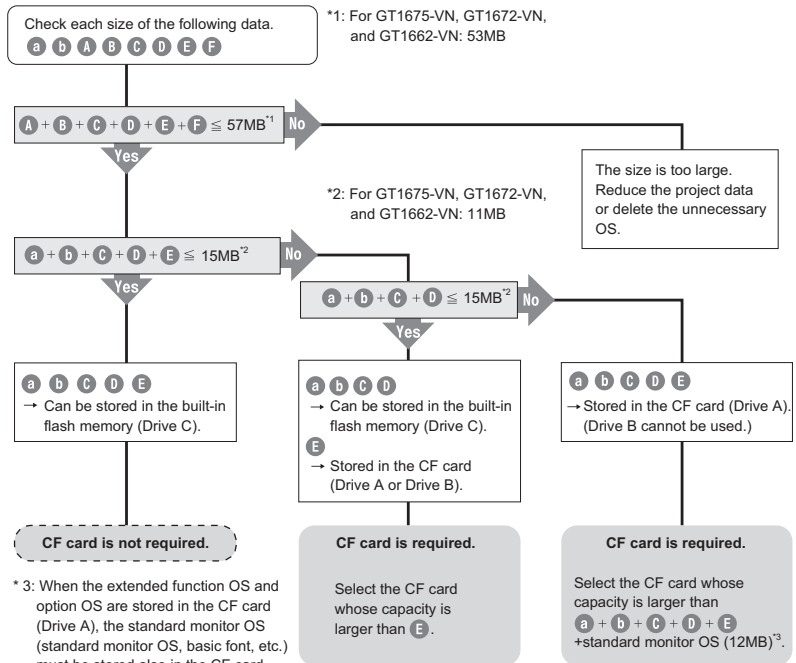 Check each size of the following data.
a b A B C D E F
*1: For GT1675-VN, GT1672-VN,
and GT1662-VN: 53MB
A + B + C + D + E + F ≦ 57MB*1
No
Yes
The size is too large.
Reduce the project data
or delete the unnecessary
OS.
*2: For GT1675-VN, GT1672-VN,
and GT1662-VN: 11MB
a + b + C + D + E ≦ 15MB*2
No
Yes
a + b + C + D ≦ 15MB*2
No
Yes
a b C D E
→ Can be stored in the built-in
flash memory (Drive C).
a b C D
→ Can be stored in the built-in
flash memory (Drive C).
E
→ Stored in the CF card
(Drive A or Drive B).
a b C D E
→ Stored in the CF card (Drive A).
(Drive B cannot be used.)
CF card is not required.
CF card is required.
Select the CF card
whose capacity is
larger than E .
CF card is required.
Select the CF card whose
capacity is larger than
a + b + C + D + E
+standard monitor OS (12MB)*3.
* 3: When the extended function OS and
option OS are stored in the CF card
(Drive A), the standard monitor OS
(standard monitor OS, basic font, etc.)
must be stored also in the CF card